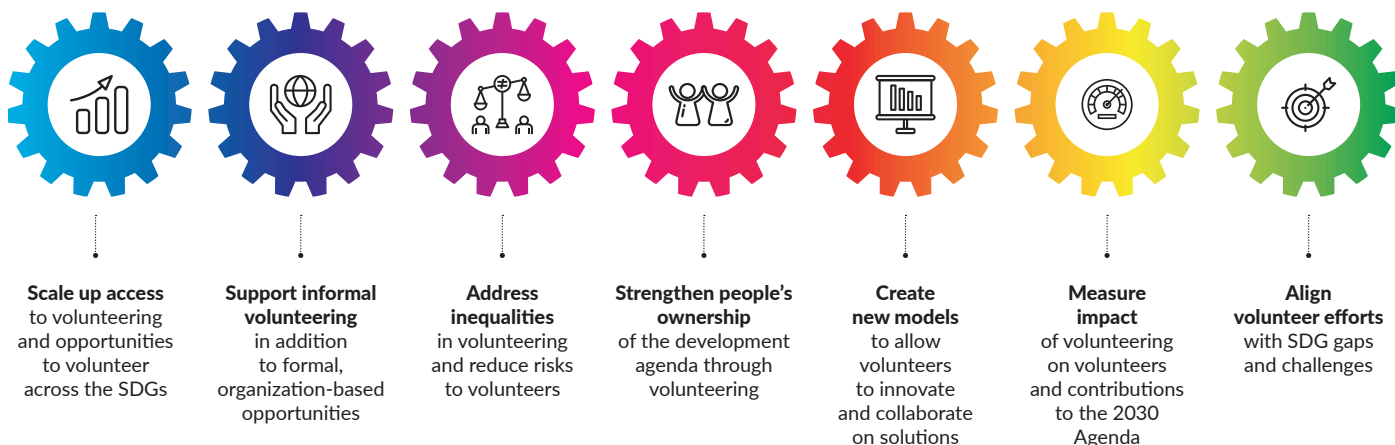 Scale up access
to volunteering
and opportunities
to volunteer
across the SDGs
Support informal
volunteering
in addition
to formal,
organization-based
opportunities
Address
inequalities
in volunteering
and reduce risks
to volunteers
Strengthen people's
ownership
of the development
agenda through
volunteering
Create
new models
to allow
volunteers
to innovate
and collaborate
on solutions
Measure
impact
of volunteering
on volunteers
and contributions
to the 2030
Agenda
Align
volunteer efforts
with SDG gaps
and challenges